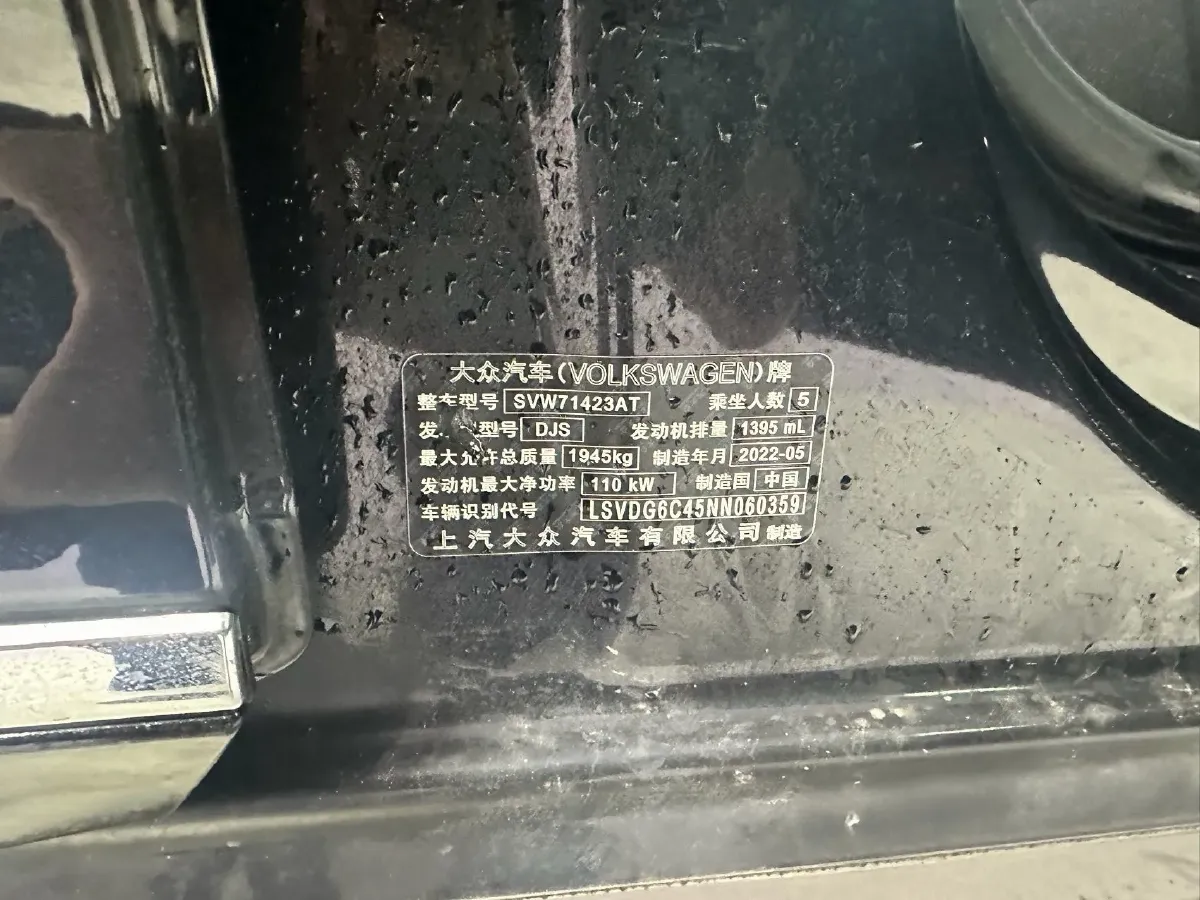 大众汽车(VOLKSWAGEN)牌
整车型号 SVW71423AT 乘坐人数 5
发 型号 DJS 发动机排量 1395 mL
最大允许总质量 1945kg 制造年月 2022-05
发动机最大净功率 110 kW 制造国 中国
车辆识别代号 LSVDG6C45NN060359
上汽大众汽车有限公司 制造